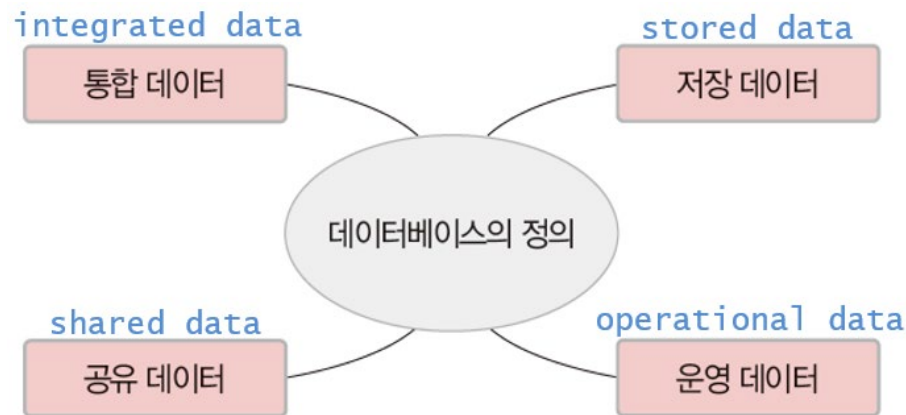 integrated data
통합 데이터
stored data
저장 데이터
데이터베이스의 정의
shared data
공유 데이터
operational data
운영 데이터